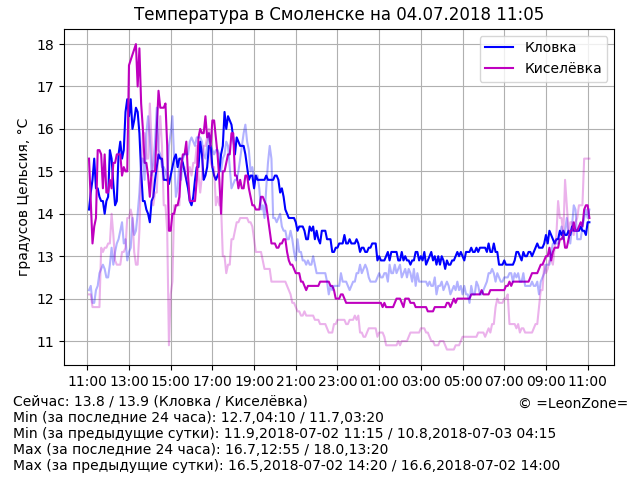 Температура в Смоленске на 04.07.2018 11:05
градусов Цельсия, °C
18
17
16
15
14
13
12
11
Кловка
Киселёвка
11:00 13:00 15:00 17:00 19:00 21:00 23:00 01:00 03:00 05:00 07:00 09:00 11:00
Сейчас: 13.8 / 13.9 (Кловка / Киселёвка)
© =LeonZone=
Min (за последние 24 часа): 12.7,04:10 / 11.7,03:20
Min (за предыдущие сутки): 11.9,2018-07-02 11:15 / 10.8,2018-07-03 04:15
Max (за последние 24 часа): 16.7,12:55 / 18.0,13:20
Max (за предыдущие сутки): 16.5,2018-07-02 14:20 / 16.6,2018-07-02 14:00